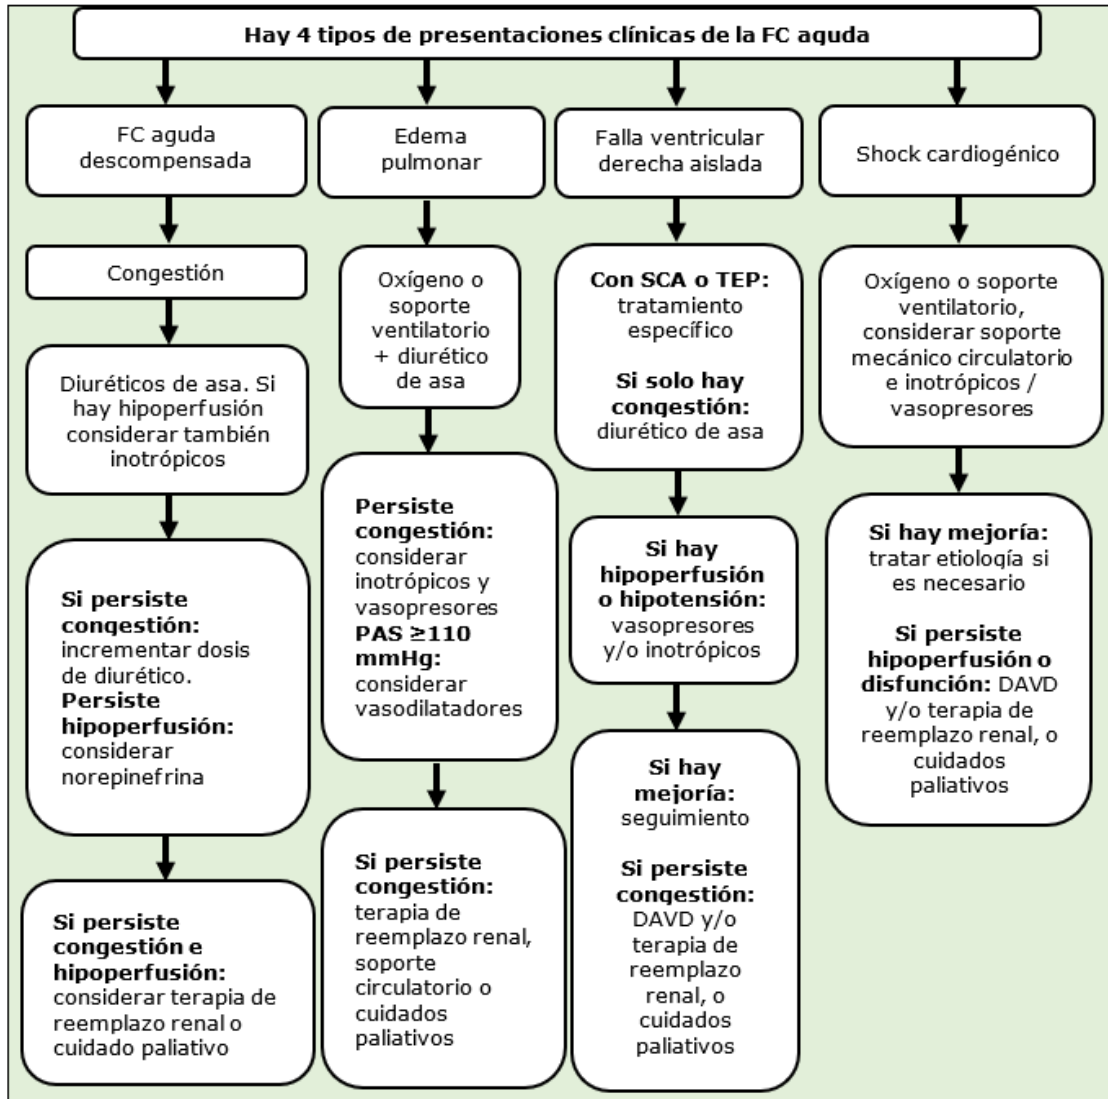 Hay 4 tipos de presentaciones clínicas de la FC aguda
FC aguda
descompensada
Congestión
Diuréticos de asa. Si
hay hipoperfusión
considerar también
inotrópicos
Si persiste
congestión:
incrementar dosis
de diurético.
Persiste
hipoperfusión:
considerar
norepinefrina
Si persiste
congestión e
hipoperfusión:
considerar terapia de
reemplazo renal o
cuidado paliativo
Edema
pulmonar
Oxígeno o
soporte
ventilatorio
+ diurético
de asa
Persiste
congestión:
considerar
inotrópicos y
vasopresores
PAS ≥110
mmHg:
considerar
vasodilatadores
Si persiste
congestión:
terapia de
reemplazo renal,
soporte
circulatorio o
cuidados
paliativos
Falla ventricular
derecha aislada
Con SCA o TEP:
tratamiento
específico
Si solo hay
congestión:
diurético de asa
Si hay
hipoperfusión
o hipotensión:
vasopresores
y/o inotrópicos
Si hay
mejoría:
seguimiento
Si persiste
congestión:
DAVD y/o
terapia de
reemplazo
renal, o
cuidados
paliativos
Shock cardiogénico
Oxígeno o soporte
ventilatorio,
considerar soporte
mecánico circulatorio
e inotrópicos /
vasopresores
Si hay mejoría:
tratar etiología si
es necesario
Si persiste
hipoperfusión o
disfunción: DAVD
y/o terapia de
reemplazo renal, o
cuidados
paliativos